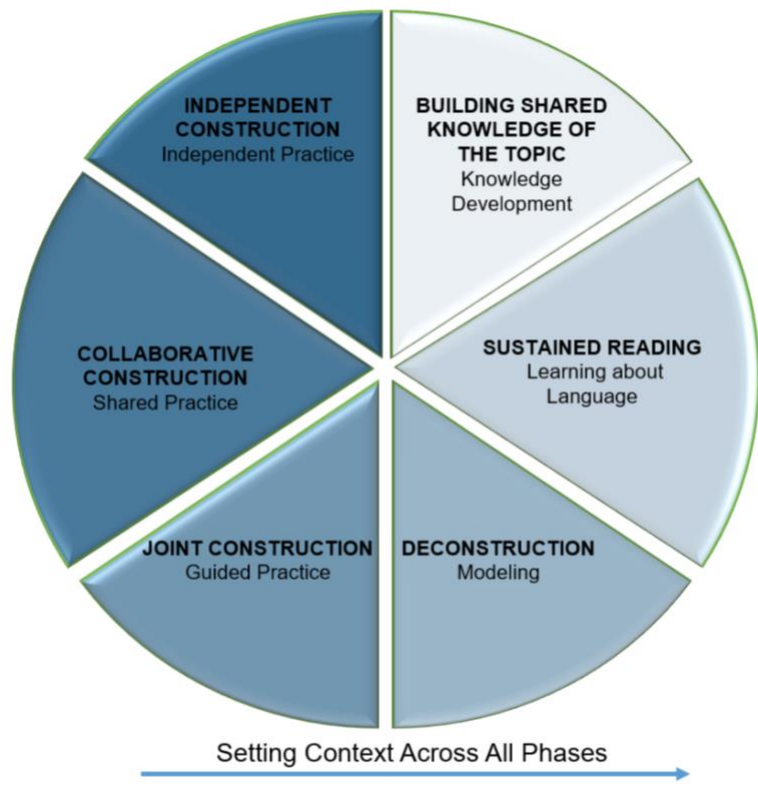 INDEPENDENT
CONSTRUCTION
Independent Practice
BUILDING SHARED
KNOWLEDGE OF
THE TOPIC
Knowledge
Development
COLLABORATIVE
CONSTRUCTION
Shared Practice
SUSTAINED READING
Learning about
Language
JOINT CONSTRUCTION
Guided Practice
DECONSTRUCTION
Modeling
Setting Context Across All Phases